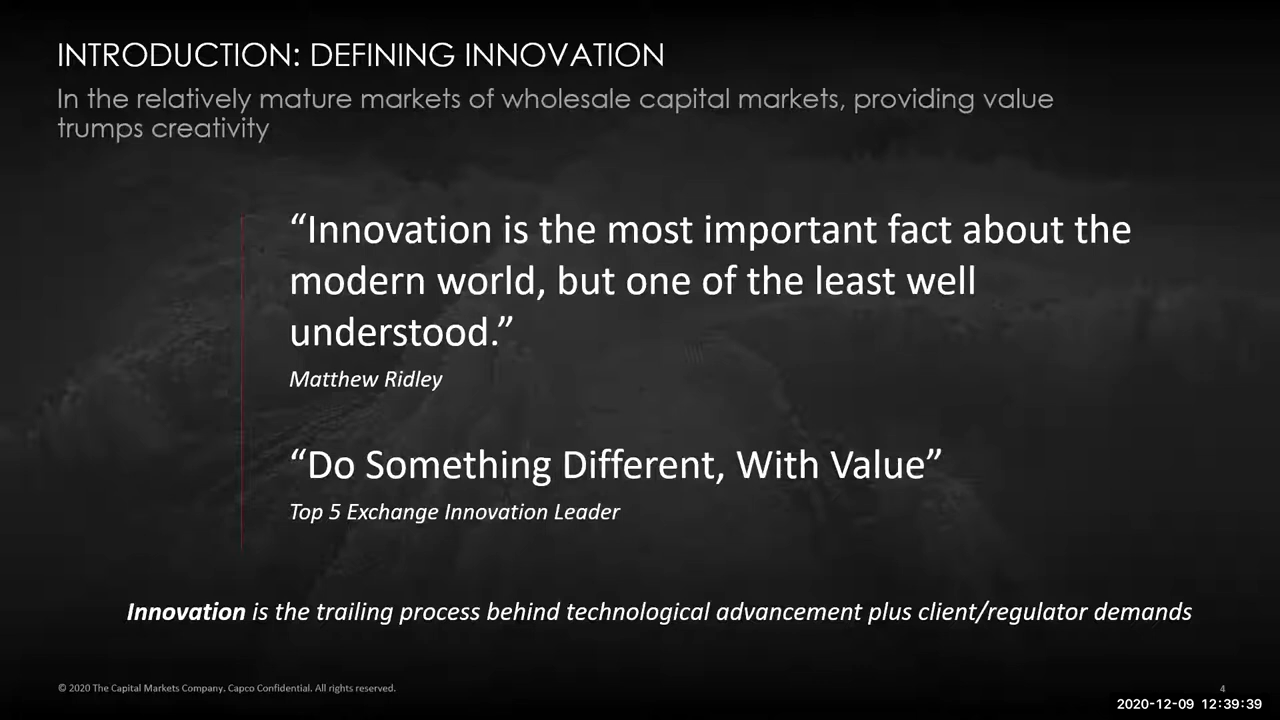 INTRODUCTION: DEFINING INNOVATION
In the relatively mature markets of wholesale capital markets, providing value
trumps creativity
“Innovation is the most important fact about the
modern world, but one of the least well
understood.”
Matthew Ridley
“Do Something Different, With Value”
Top 5 Exchange Innovation Leader
Innovation is the trailing process behind technological advancement plus client/regulator demands
© 2020 The Capital Markets Company. Capco Confidential. All rights reserved.
4
2020-12-09 12:39:39